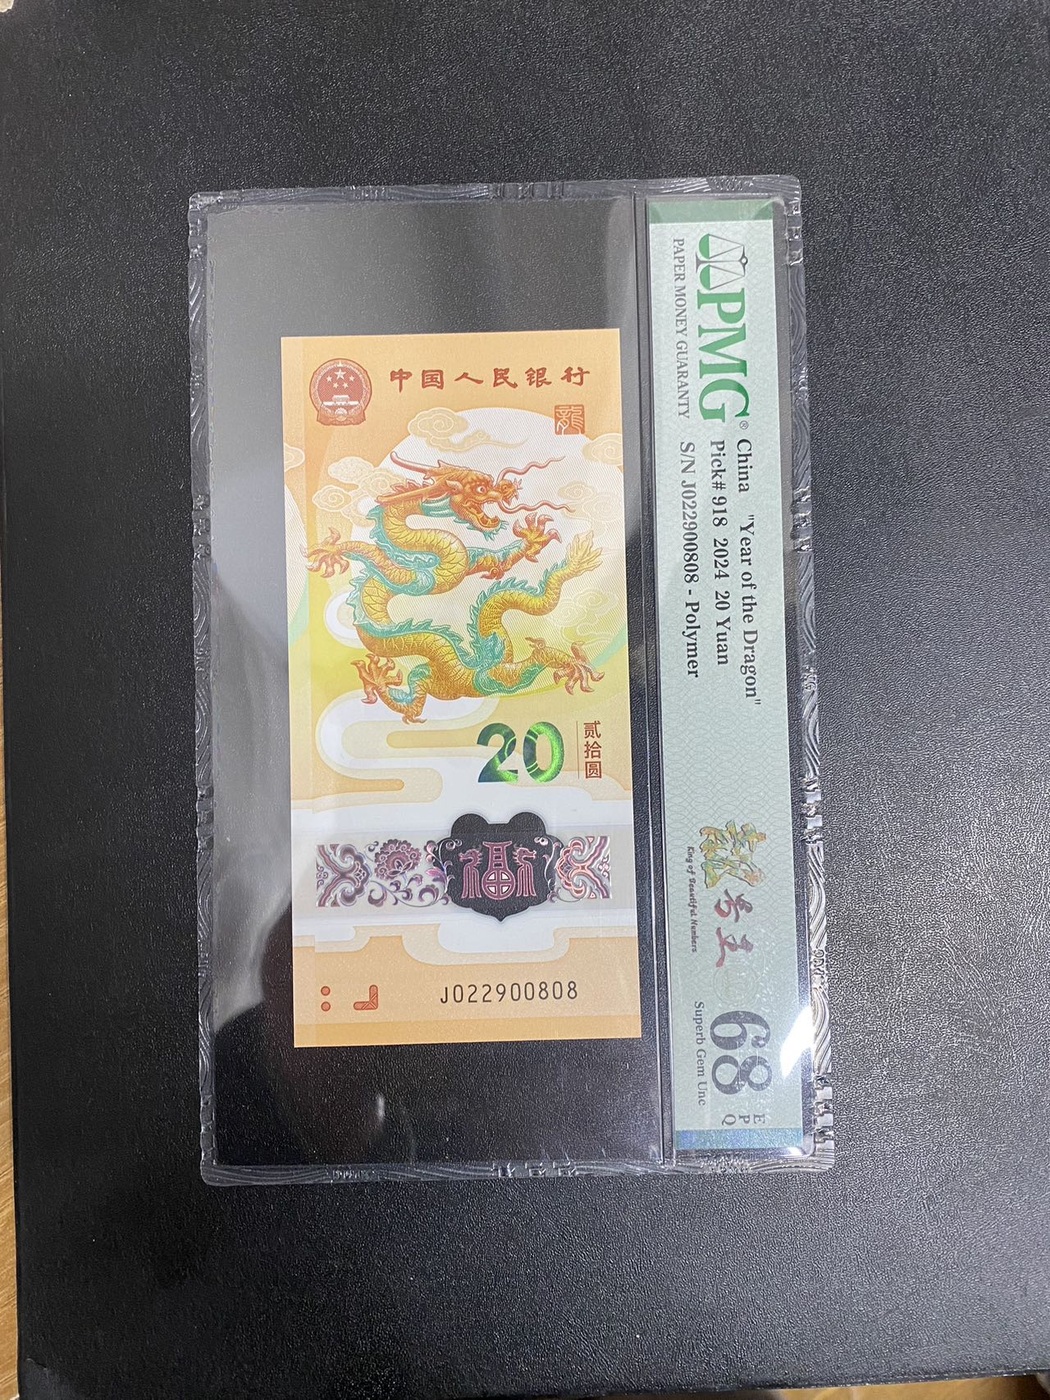 中国人民银行
龍
20
贰拾圆
J022900808
PMG®
PAPER MONEY GUARANTY
China "Year of the Dragon"
Pick# 918 2024 20 Yuan
S/N J022900808 - Polymer
King of Beautiful Numbers
68
EPQ
Superb Gem Unc